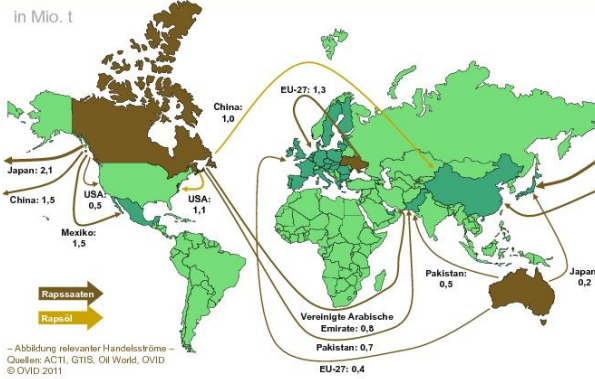 in Mio. t
China:
1,0
EU-27: 1,3
Japan: 2,1
China: 1,5
USA:
0,5
Mexiko:
1,5
USA:
1,1
Pakistan:
0,5
Japan
0,2
Rapssaaten
Rapsöl
Vereinigte Arabische
Emirate: 0,8
Pakistan: 0,7
EU-27: 0,4
– Abbildung relevanter Handelsströme –
Quellen: ACTI, GTIS, Oil World, OVID
© OVID 2011